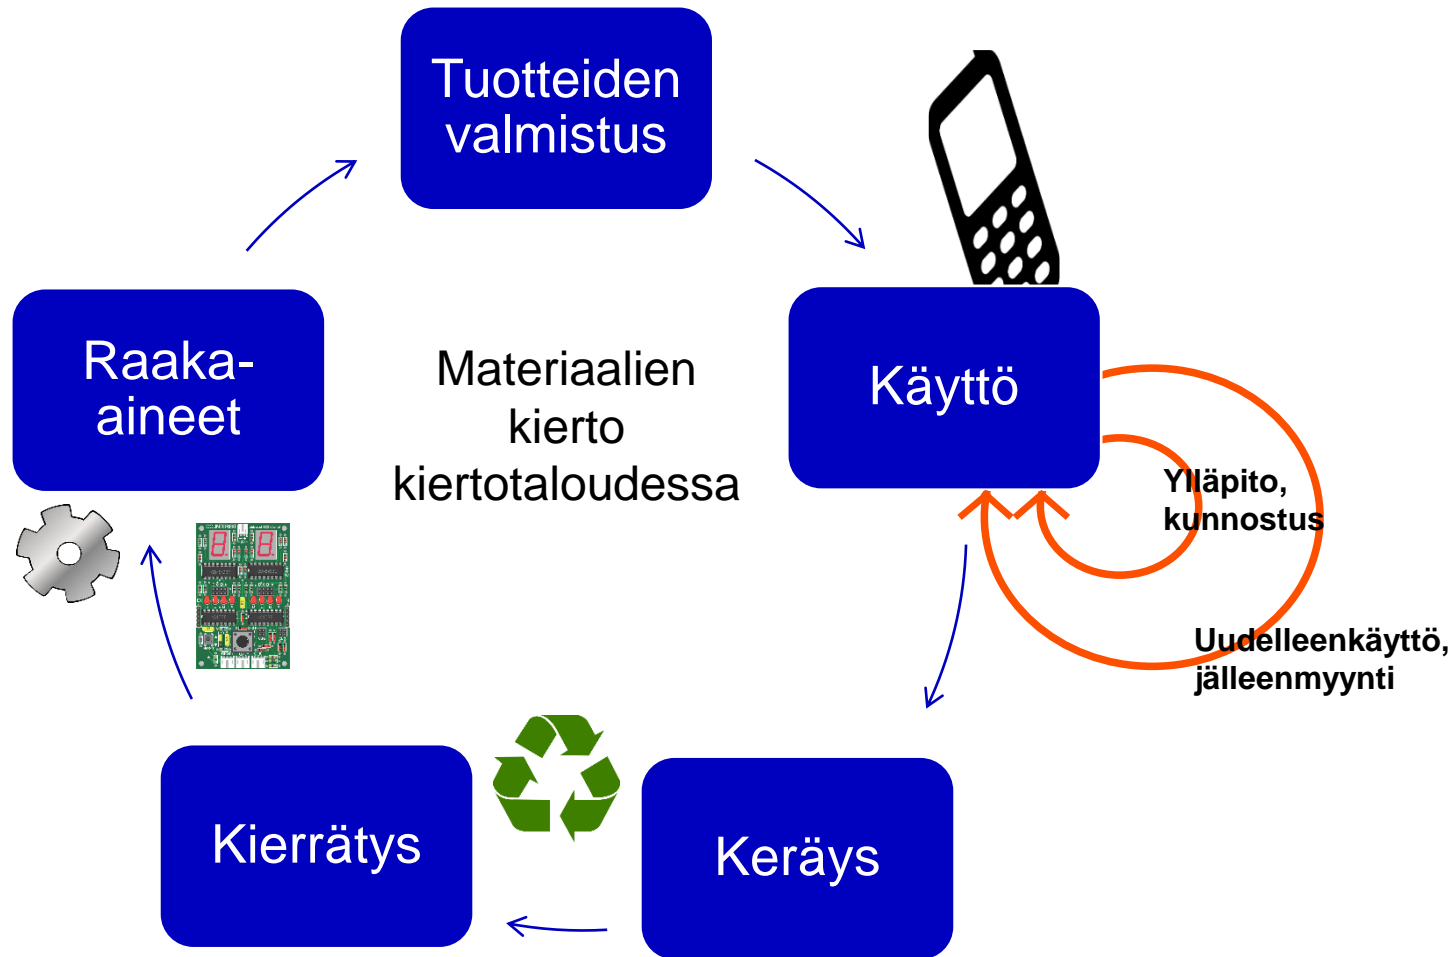 Tuotteiden
valmistus
Raaka-
aineet
Materiaalien
kierto
kiertotaloudessa
Käyttö
Ylläpito,
kunnostus
Uudelleenkäyttö,
jälleenmyynti
Kierrätys
Keräys